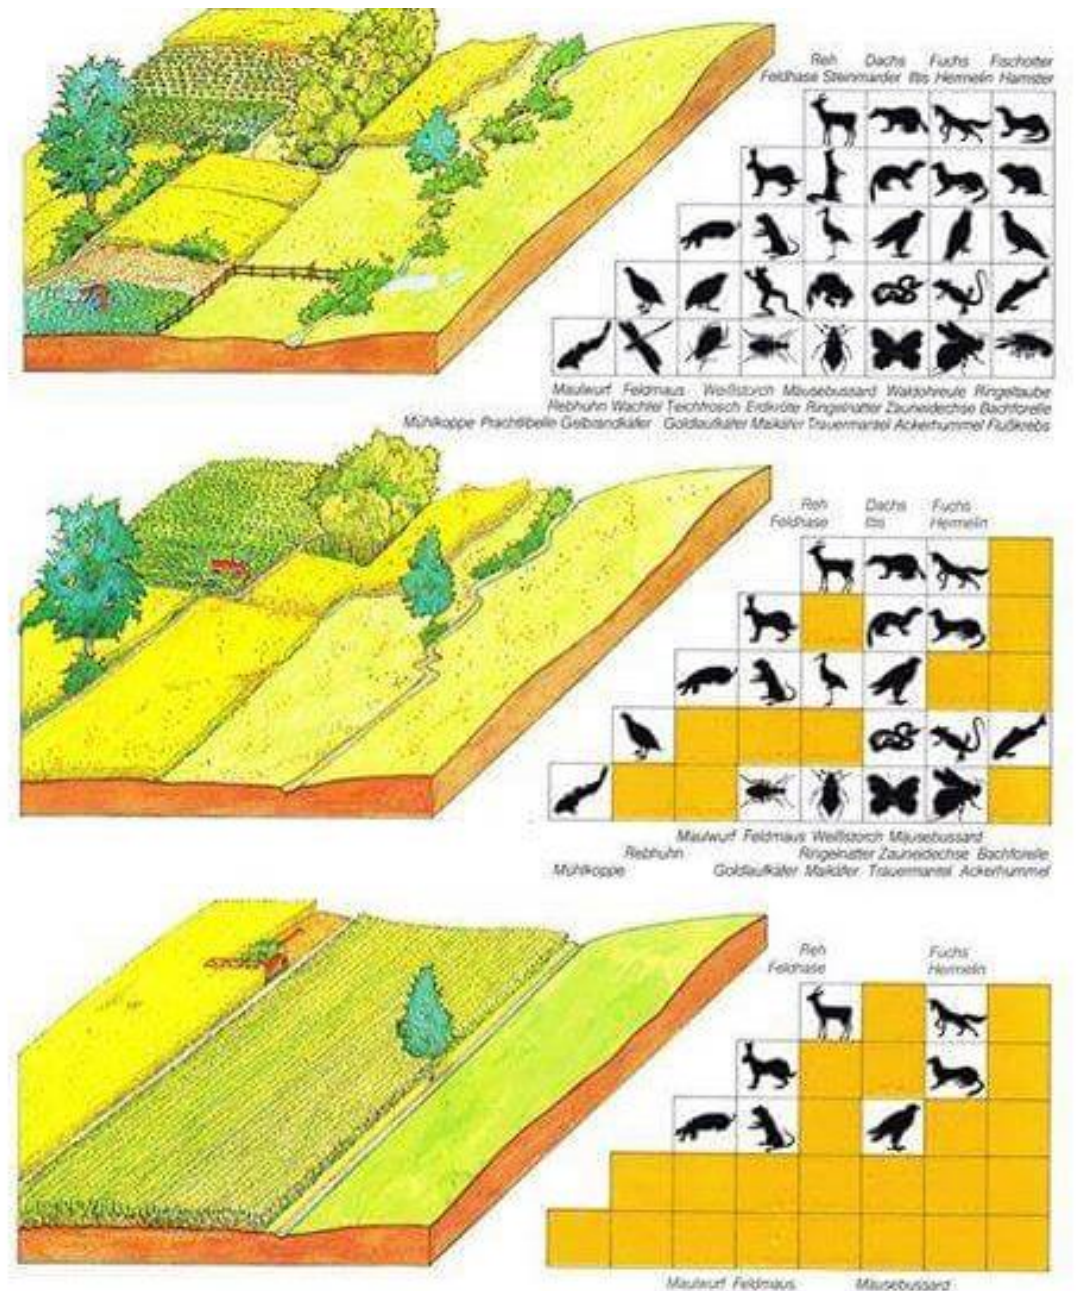 Reh Dachs Fuchs Fischotter
Feldhase Steinmarder Iltis Hermelin Hamster
Maulwurf Feldmaus Weißstorch Mäusebussard Waldohreule Ringeltaube
Rebhuhn Wachtel Teichfrosch Erdkröte Ringelnatter Zauneidechse Bachforelle
Mühlkoppe Prachtlibelle Gelbrandkäfer Goldlaufkäfer Maikäfer Trauermantel Ackerhummel Flußkrebs
Reh Dachs Fuchs
Feldhase Iltis Hermelin
Maulwurf Feldmaus Weißstorch Mäusebussard
Rebhuhn Ringelnatter Zauneidechse Bachforelle
Mühlkoppe Goldlaufkäfer Maikäfer Trauermantel Ackerhummel
Reh Fuchs
Feldhase Hermelin
Maulwurf Feldmaus Mäusebussard